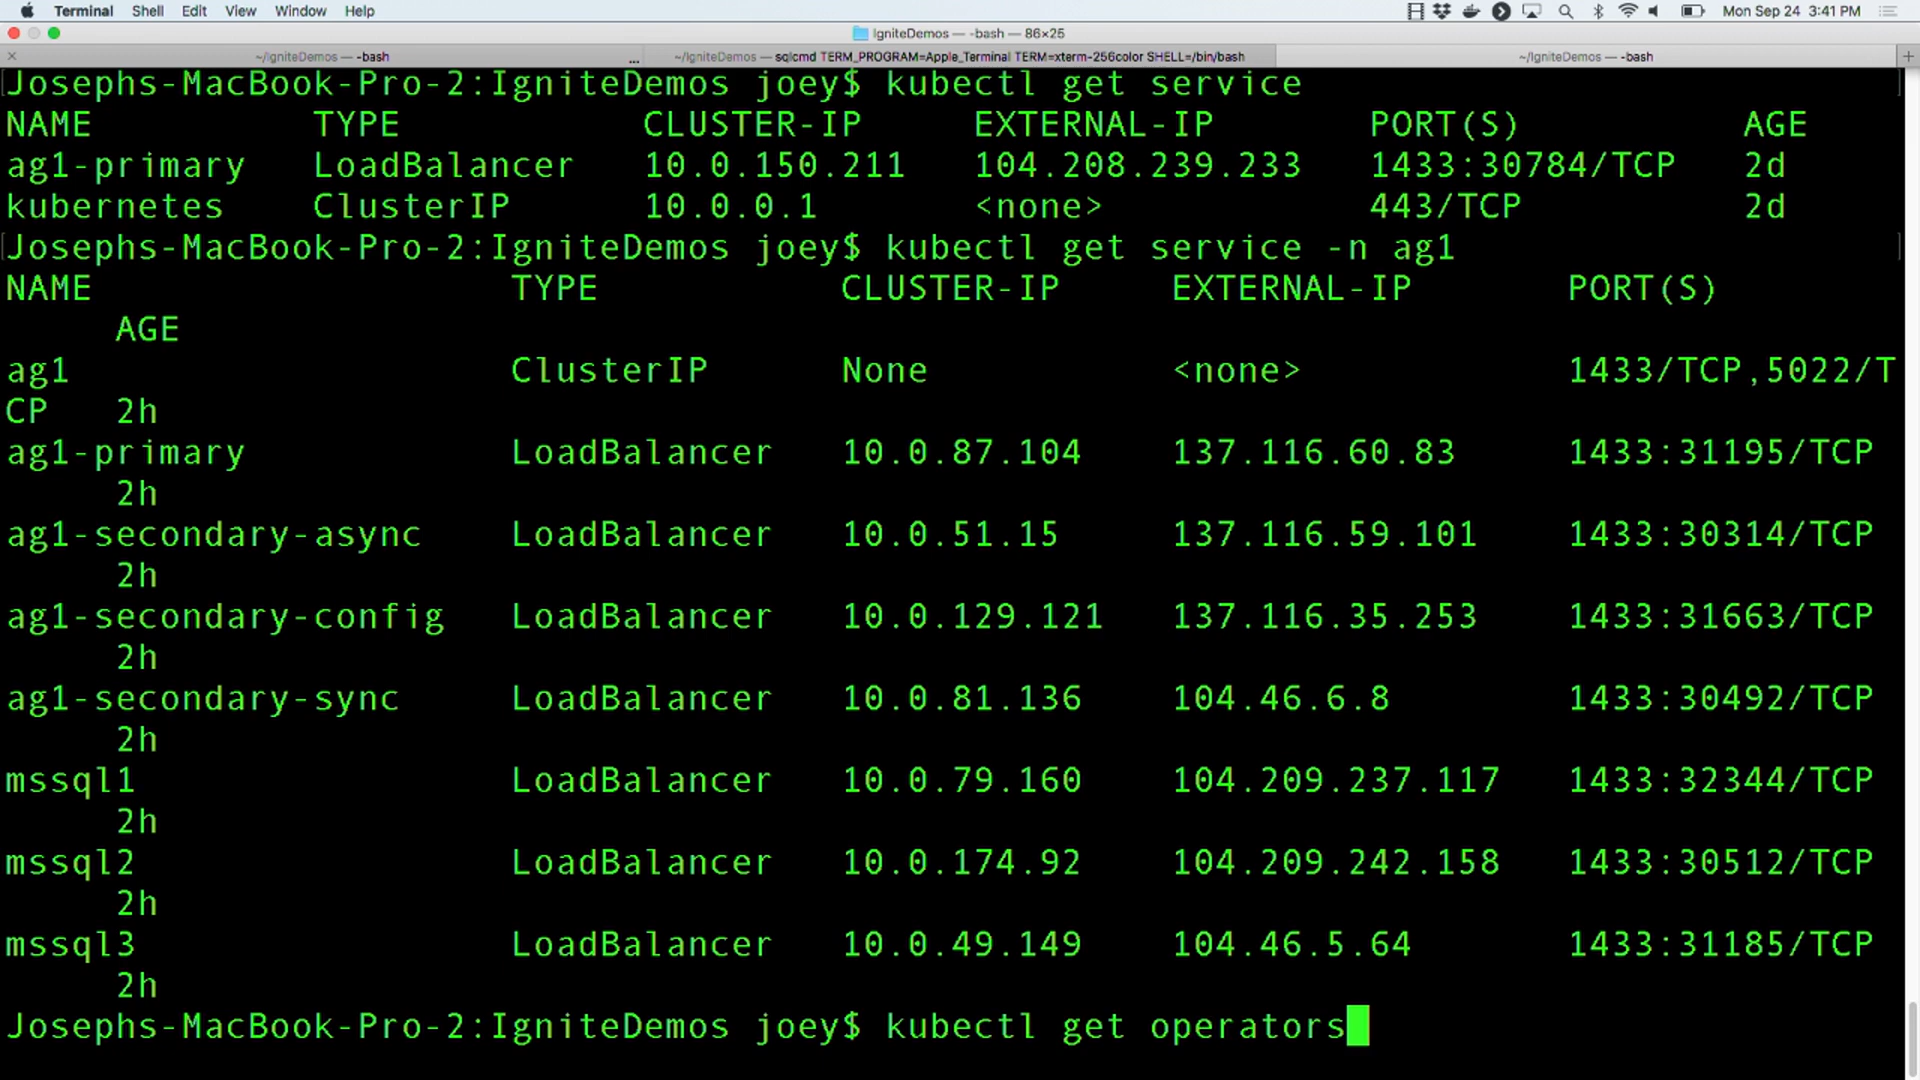 Terminal Shell Edit View Window Help Mon Sep 24 3:41 PM
IgniteDemos — -bash — 86×25
~/IgniteDemos — -bash ... ~/IgniteDemos — sqlcmd TERM_PROGRAM=Apple_Terminal TERM=xterm-256color SHELL=/bin/bash ~/IgniteDemos — -bash
[Josephs-MacBook-Pro-2:IgniteDemos joey$ kubectl get service ]
NAME TYPE CLUSTER-IP EXTERNAL-IP PORT(S) AGE
ag1-primary LoadBalancer 10.0.150.211 104.208.239.233 1433:30784/TCP 2d
kubernetes ClusterIP 10.0.0.1 <none> 443/TCP 2d
[Josephs-MacBook-Pro-2:IgniteDemos joey$ kubectl get service -n ag1 ]
NAME TYPE CLUSTER-IP EXTERNAL-IP PORT(S)
AGE
ag1 ClusterIP None <none> 1433/TCP,5022/T
CP 2h
ag1-primary LoadBalancer 10.0.87.104 137.116.60.83 1433:31195/TCP
2h
ag1-secondary-async LoadBalancer 10.0.51.15 137.116.59.101 1433:30314/TCP
2h
ag1-secondary-config LoadBalancer 10.0.129.121 137.116.35.253 1433:31663/TCP
2h
ag1-secondary-sync LoadBalancer 10.0.81.136 104.46.6.8 1433:30492/TCP
2h
mssql1 LoadBalancer 10.0.79.160 104.209.237.117 1433:32344/TCP
2h
mssql2 LoadBalancer 10.0.174.92 104.209.242.158 1433:30512/TCP
2h
mssql3 LoadBalancer 10.0.49.149 104.46.5.64 1433:31185/TCP
2h
Josephs-MacBook-Pro-2:IgniteDemos joey$ kubectl get operators